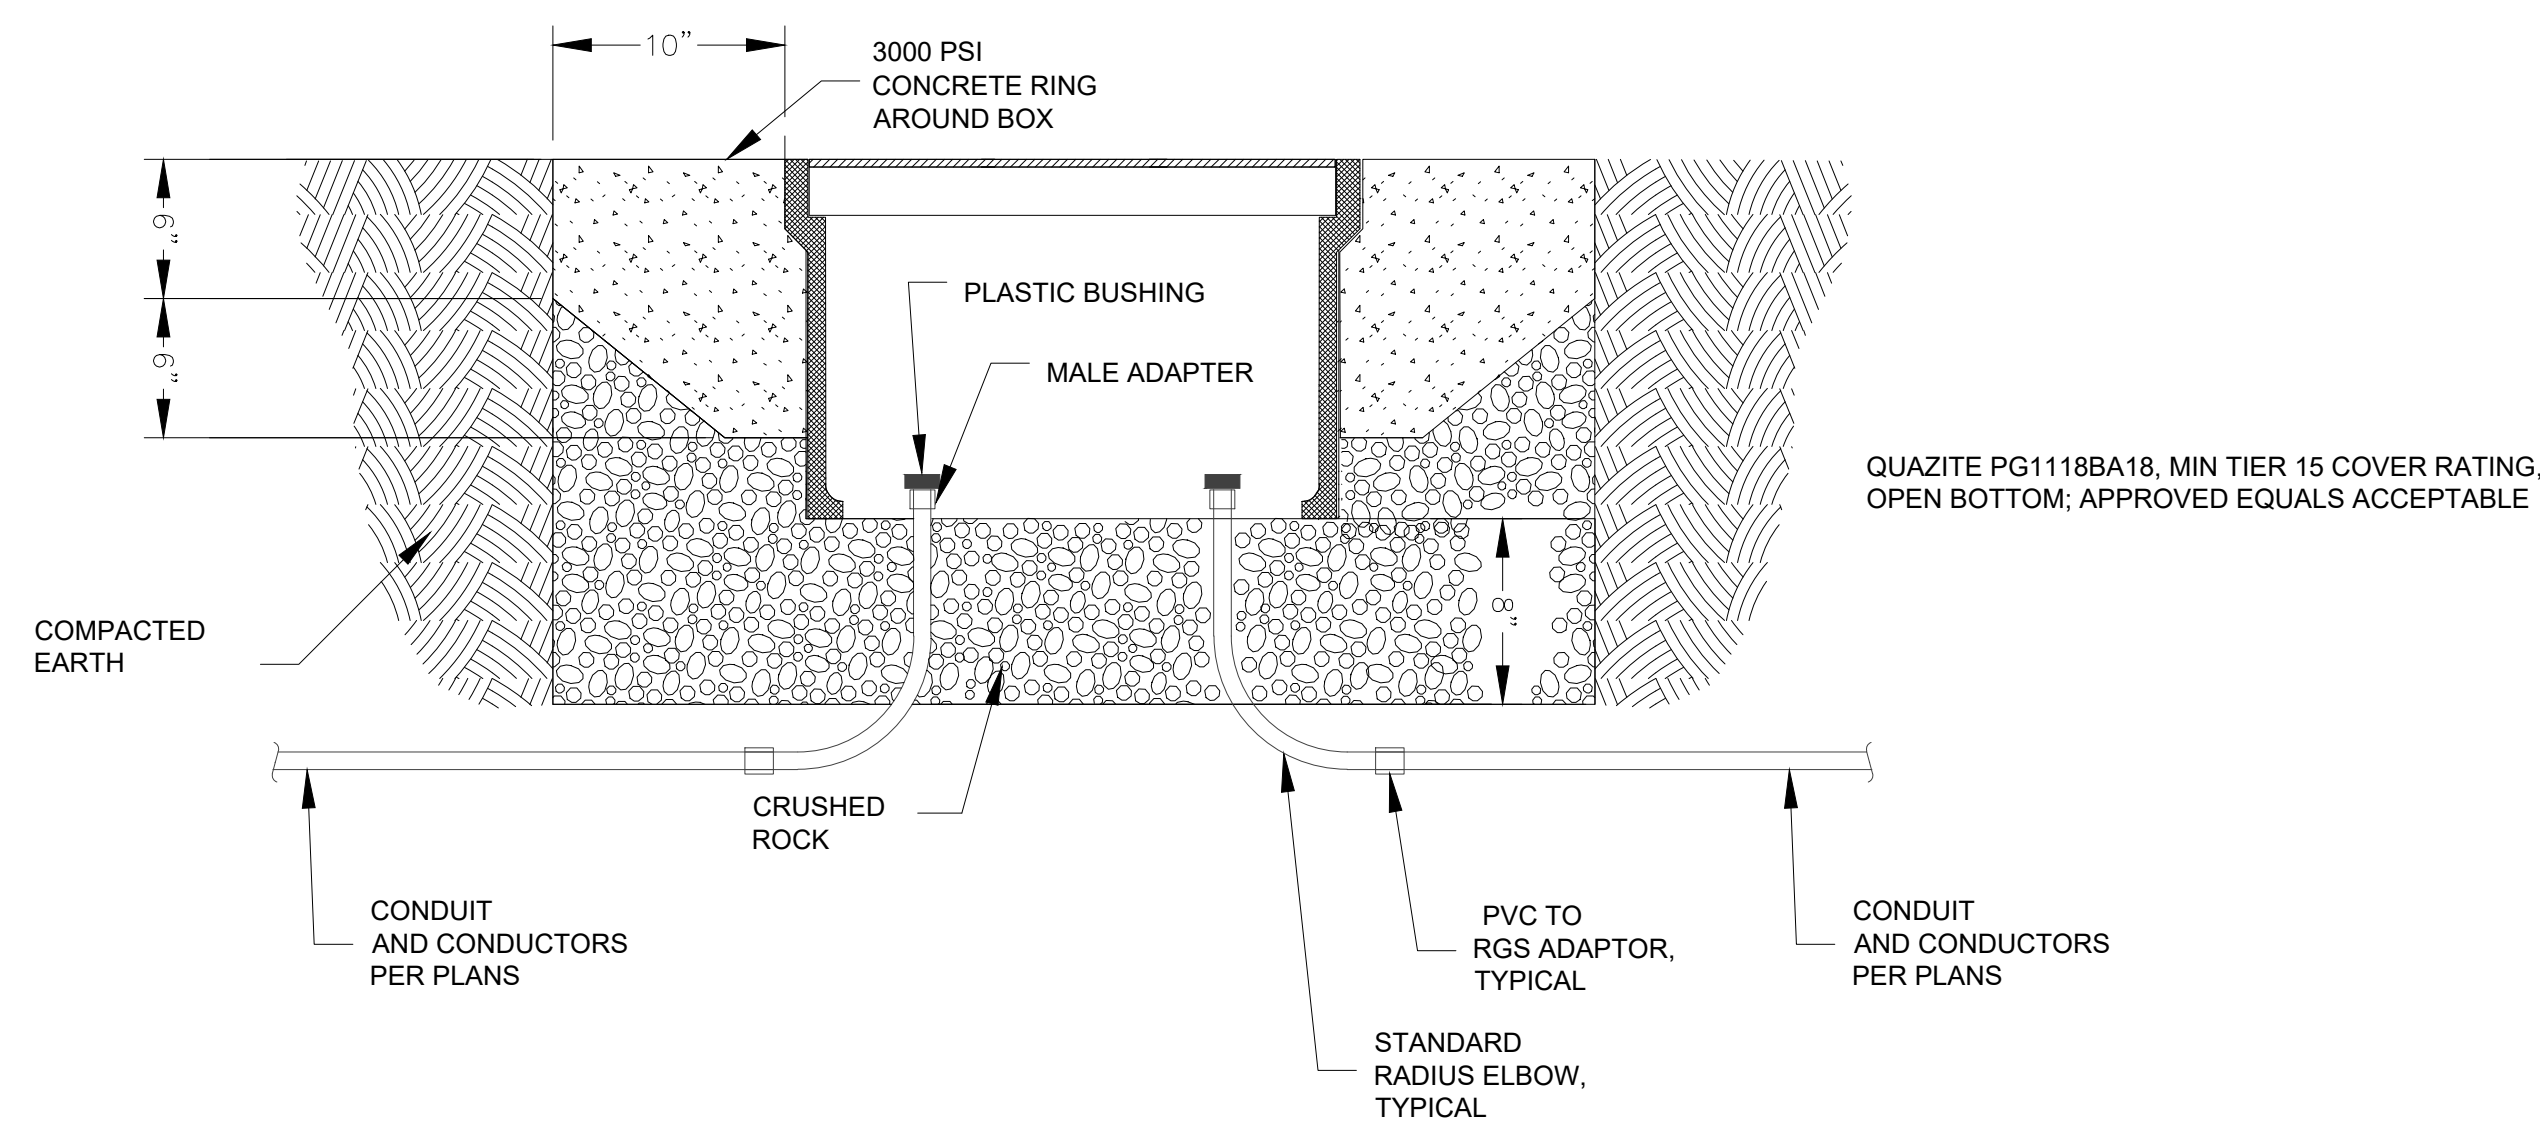 10"
3000 PSI
CONCRETE RING
AROUND BOX
6"
6"
PLASTIC BUSHING
MALE ADAPTER
QUAZITE PG1118BA18, MIN TIER 15 COVER RATING,
OPEN BOTTOM; APPROVED EQUALS ACCEPTABLE
8"
COMPACTED
EARTH
CRUSHED
ROCK
CONDUIT
AND CONDUCTORS
PER PLANS
PVC TO
RGS ADAPTOR,
TYPICAL
CONDUIT
AND CONDUCTORS
PER PLANS
STANDARD
RADIUS ELBOW,
TYPICAL